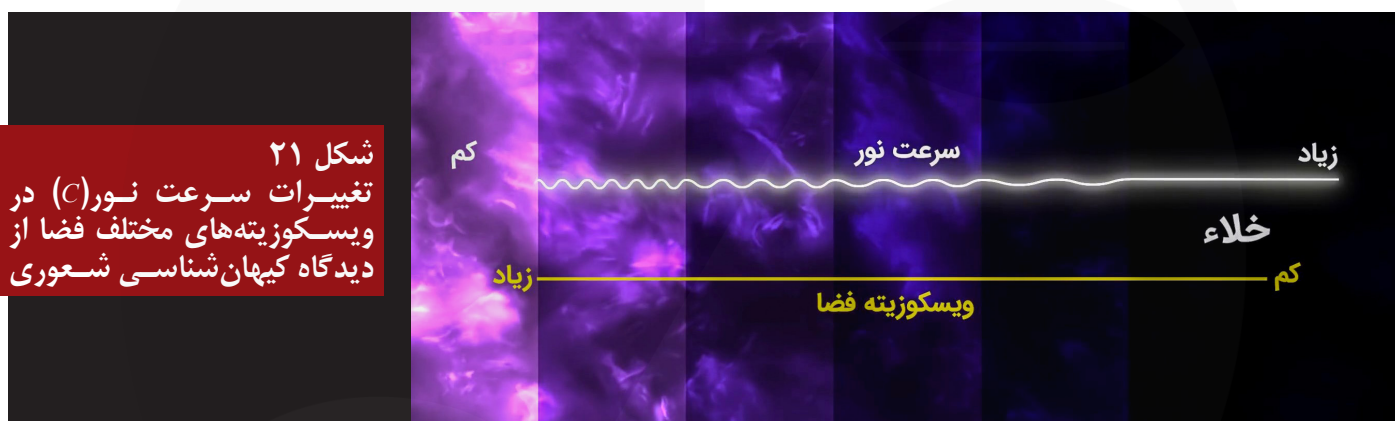 شکل ۲۱
تغییرات سرعت نور(C) در
ویسکوزیته‌های مختلف فضا از
دیدگاه کیهان‌شناسی شعوری
زیاد
سرعت نور
کم
خلاء
کم
زیاد
ویسکوزیته فضا